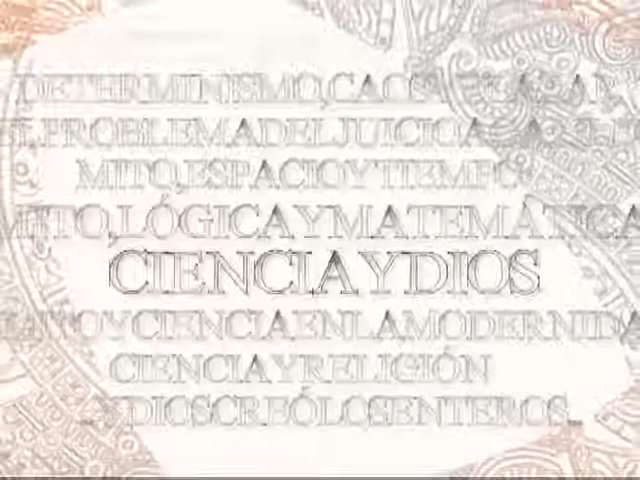 DETERMINISMO, CAOS
PROBLEMA DEL JUICIO A
MITO, ESPACIO Y TIEMPO
MITO, LÓGICA Y MATEMÁTICA
CIENCIA Y DIOS
Y CIENCIA EN LA MODERNIDA
CIENCIA Y RELIGIÓN
...Y DIOS CREÓ LOS ENTEROS...